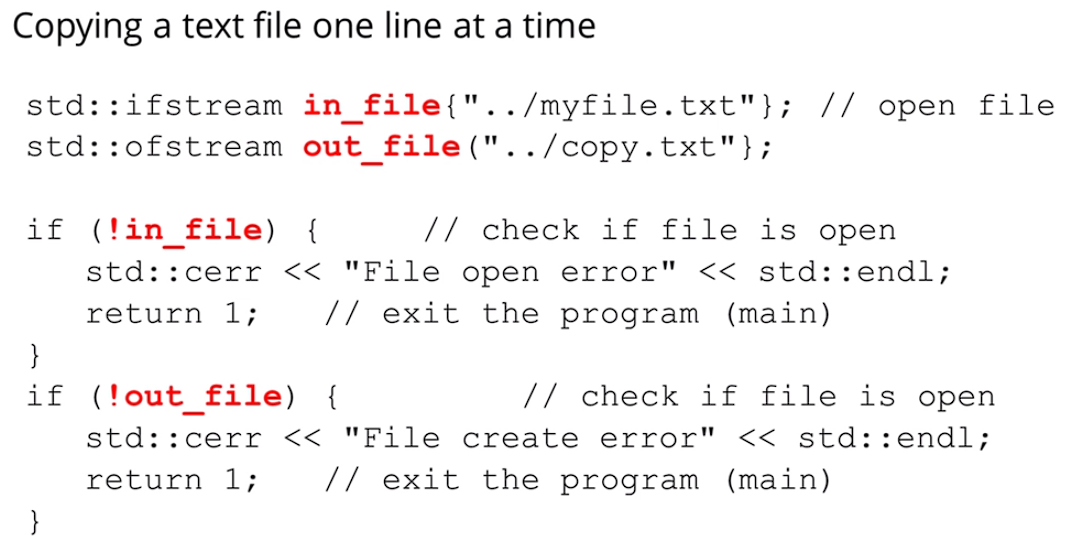 Copying a text file one line at a time
std::ifstream in_file{"../myfile.txt"}; // open file
std::ofstream out_file("../copy.txt"};
if (!in_file) { // check if file is open
std::cerr << "File open error" << std::endl;
return 1; // exit the program (main)
}
if (!out_file) { // check if file is open
std::cerr << "File create error" << std::endl;
return 1; // exit the program (main)
}